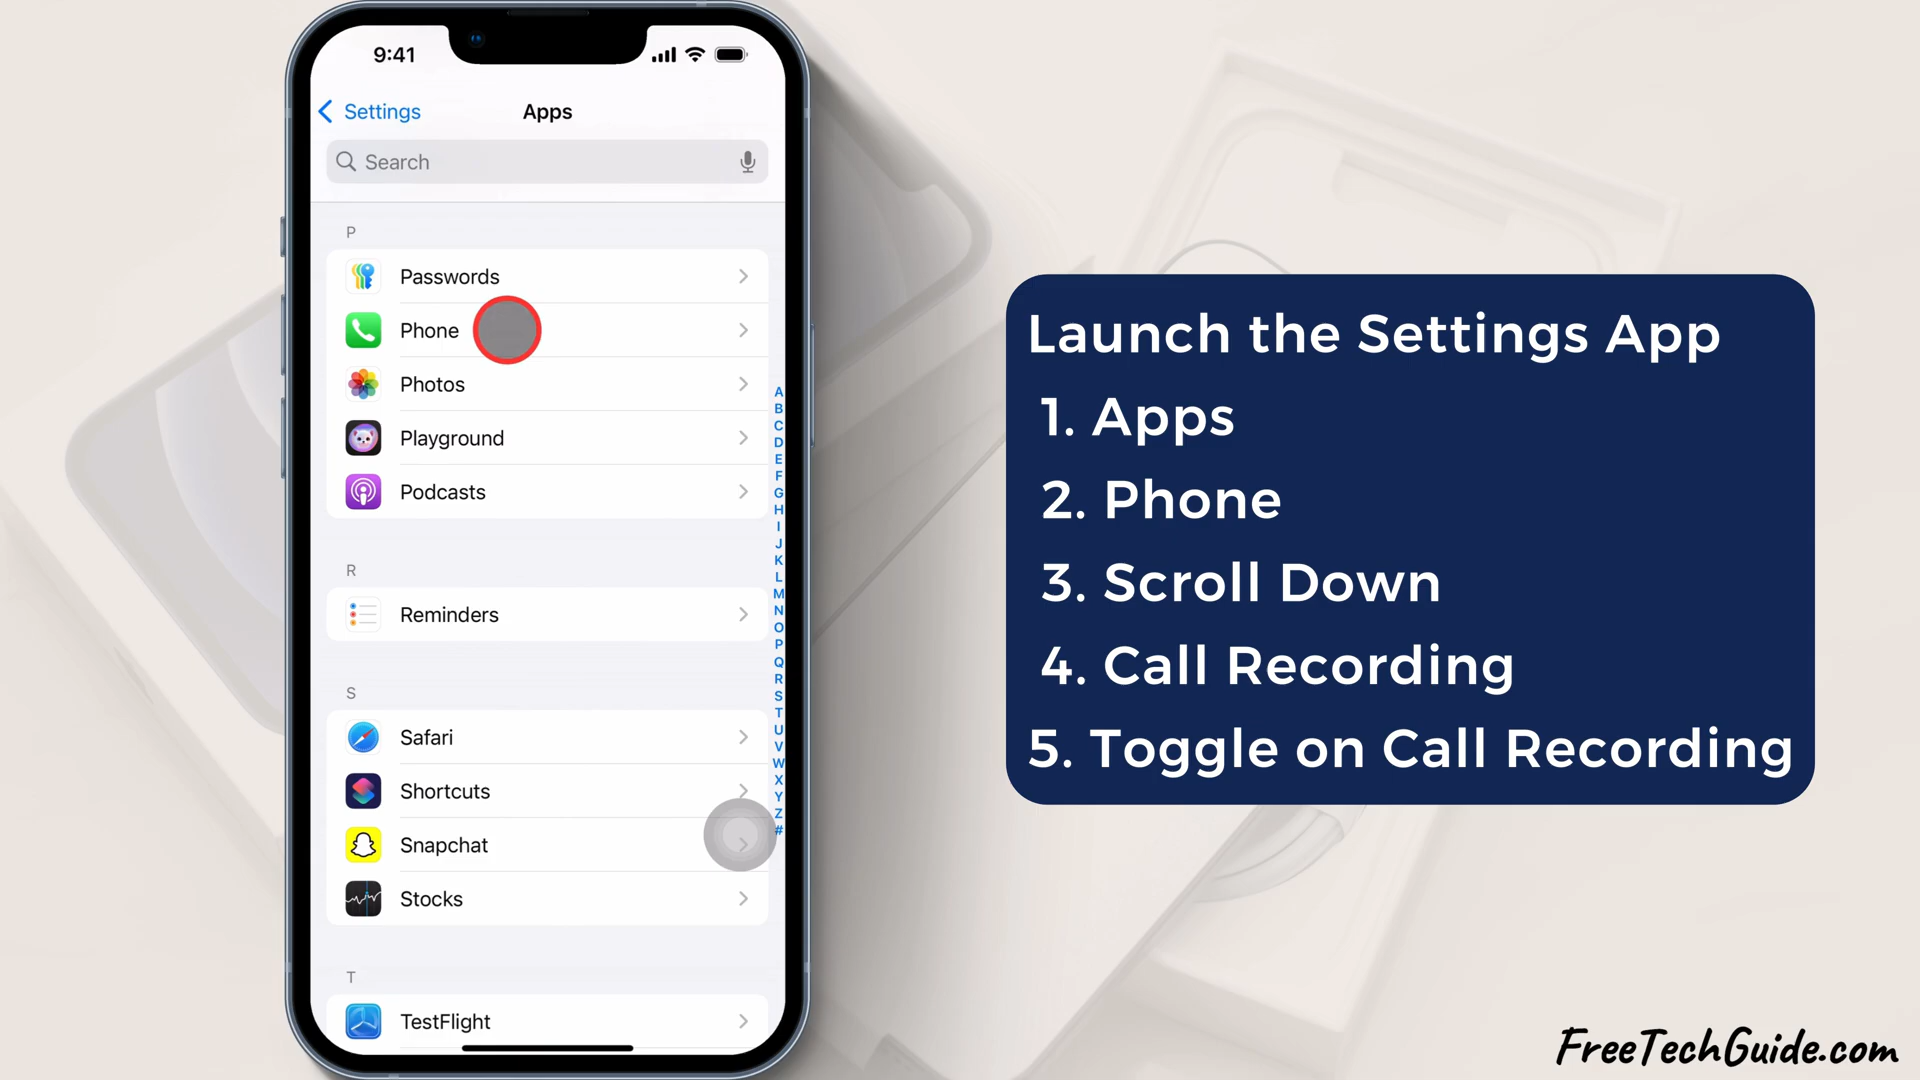 9:41
Settings
Apps
Search
P
Passwords
Phone
Photos
Playground
Podcasts
R
Reminders
S
Safari
Shortcuts
Snapchat
Stocks
T
TestFlight
A
B
C
D
E
F
G
H
I
J
K
L
M
N
O
P
Q
R
S
T
U
V
W
X
Y
Z
#
Launch the Settings App
1. Apps
2. Phone
3. Scroll Down
4. Call Recording
5. Toggle on Call Recording
FreeTechGuide.com